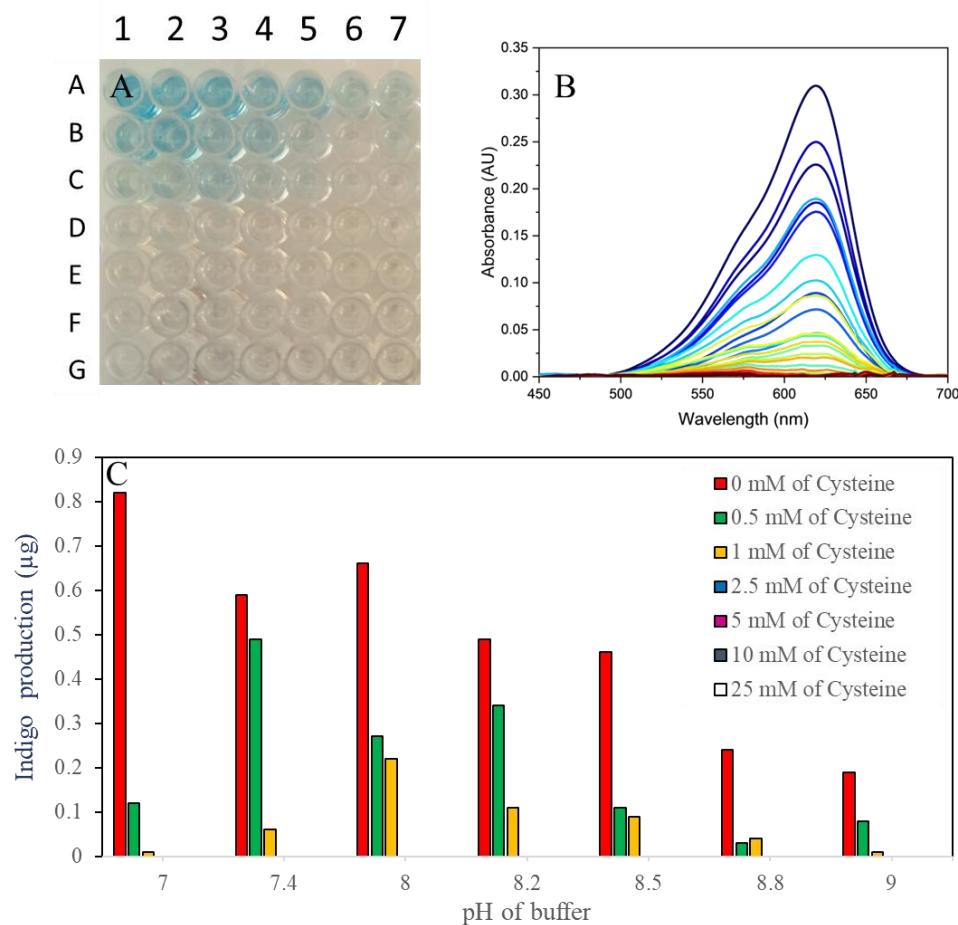 1 2 3 4 5 6 7
A
B
C
D
E
F
G
A
B
0.35
0.30
0.25
0.20
0.15
0.10
0.05
0.00
Absorbance (AU)
450 500 550 600 650 700
Wavelength (nm)
C
0.9
0.8
0.7
0.6
0.5
0.4
0.3
0.2
0.1
0
Indigo production (µg)
0 mM of Cysteine
0.5 mM of Cysteine
1 mM of Cysteine
2.5 mM of Cysteine
5 mM of Cysteine
10 mM of Cysteine
25 mM of Cysteine
7 7.4 8 8.2 8.5 8.8 9
pH of buffer